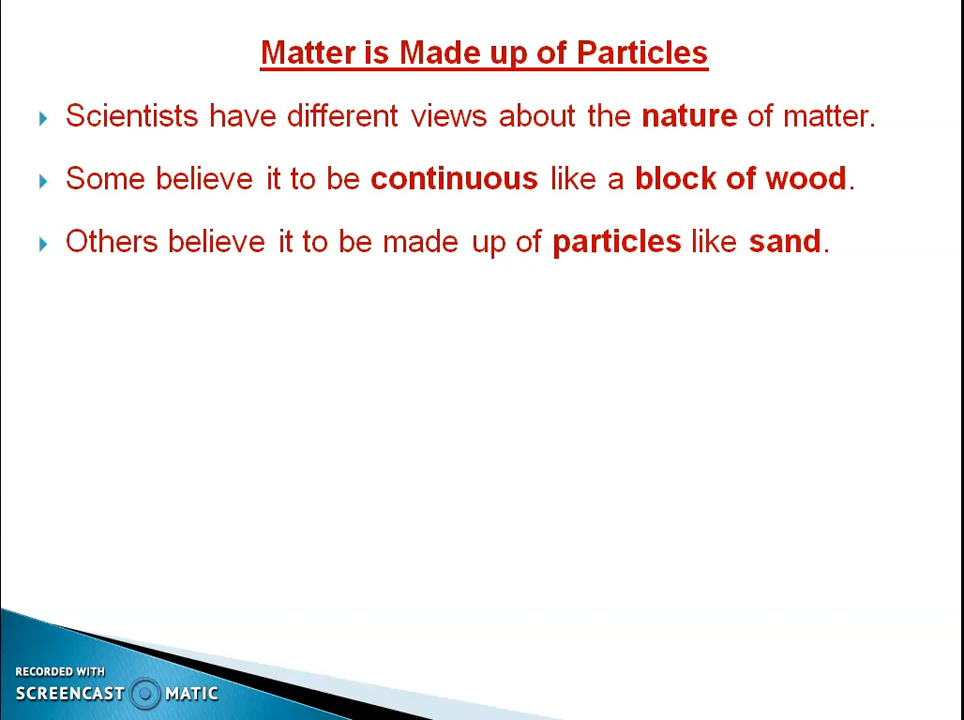 Matter is Made up of Particles
Scientists have different views about the nature of matter.
Some believe it to be continuous like a block of wood.
Others believe it to be made up of particles like sand.
RECORDED WITH
SCREENCAST MATIC